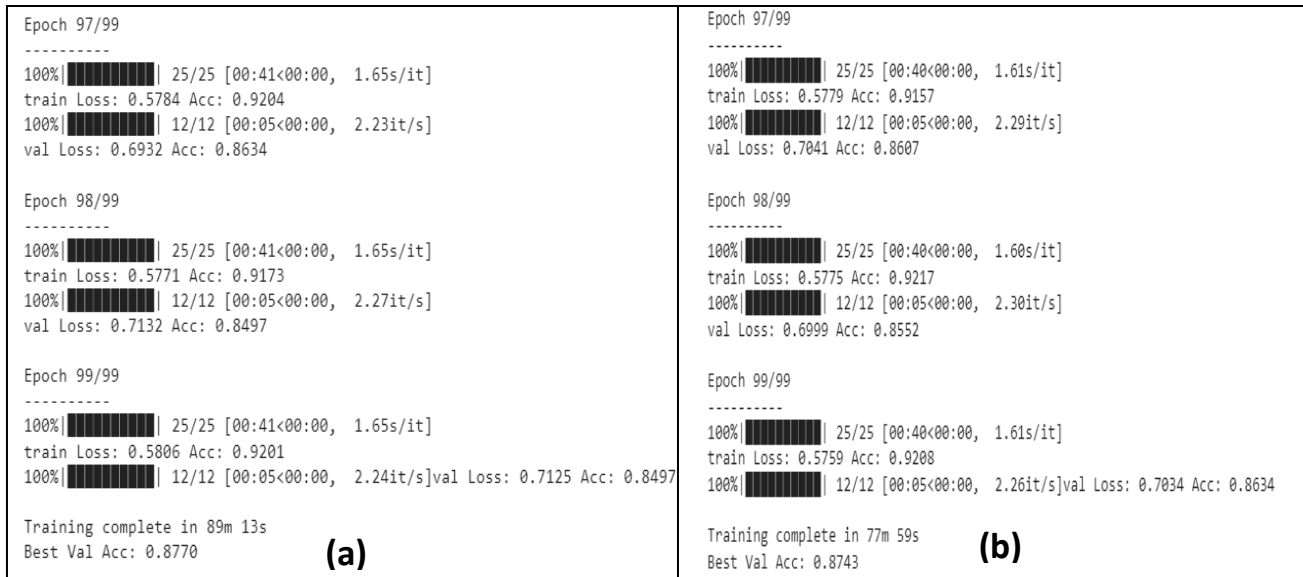 Epoch 97/99
----------
100%|██████████| 25/25 [00:41<00:00, 1.65s/it]
train Loss: 0.5784 Acc: 0.9204
100%|██████████| 12/12 [00:05<00:00, 2.23it/s]
val Loss: 0.6932 Acc: 0.8634
Epoch 98/99
----------
100%|██████████| 25/25 [00:41<00:00, 1.65s/it]
train Loss: 0.5771 Acc: 0.9173
100%|██████████| 12/12 [00:05<00:00, 2.27it/s]
val Loss: 0.7132 Acc: 0.8497
Epoch 99/99
----------
100%|██████████| 25/25 [00:41<00:00, 1.65s/it]
train Loss: 0.5806 Acc: 0.9201
100%|██████████| 12/12 [00:05<00:00, 2.24it/s]val Loss: 0.7125 Acc: 0.8497
Training complete in 89m 13s
Best Val Acc: 0.8770
(a)
Epoch 97/99
----------
100%|██████████| 25/25 [00:40<00:00, 1.61s/it]
train Loss: 0.5779 Acc: 0.9157
100%|██████████| 12/12 [00:05<00:00, 2.29it/s]
val Loss: 0.7041 Acc: 0.8607
Epoch 98/99
----------
100%|██████████| 25/25 [00:40<00:00, 1.60s/it]
train Loss: 0.5775 Acc: 0.9217
100%|██████████| 12/12 [00:05<00:00, 2.30it/s]
val Loss: 0.6999 Acc: 0.8552
Epoch 99/99
----------
100%|██████████| 25/25 [00:40<00:00, 1.61s/it]
train Loss: 0.5759 Acc: 0.9208
100%|██████████| 12/12 [00:05<00:00, 2.26it/s]val Loss: 0.7034 Acc: 0.8634
Training complete in 77m 59s
Best Val Acc: 0.8743
(b)